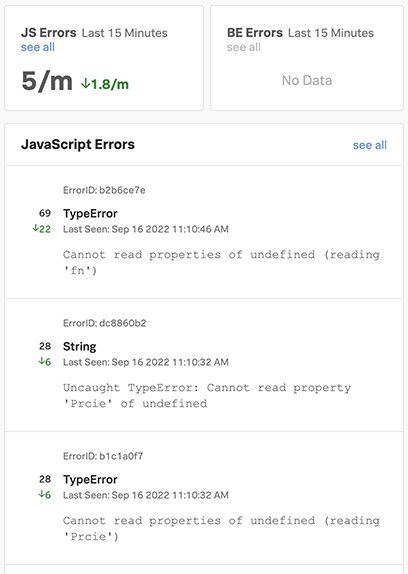 JS Errors Last 15 Minutes
see all
5/m ↓1.8/m
BE Errors Last 15 Minutes
see all
No Data
JavaScript Errors see all
ErrorID: b2b6ce7e
69 TypeError
↓22 Last Seen: Sep 16 2022 11:10:46 AM
Cannot read properties of undefined (reading
'fn')
ErrorID: dc8860b2
28 String
↓6 Last Seen: Sep 16 2022 11:10:32 AM
Uncaught TypeError: Cannot read property
'Prcie' of undefined
ErrorID: b1c1a0f7
28 TypeError
↓6 Last Seen: Sep 16 2022 11:10:32 AM
Cannot read properties of undefined (reading
'Prcie')